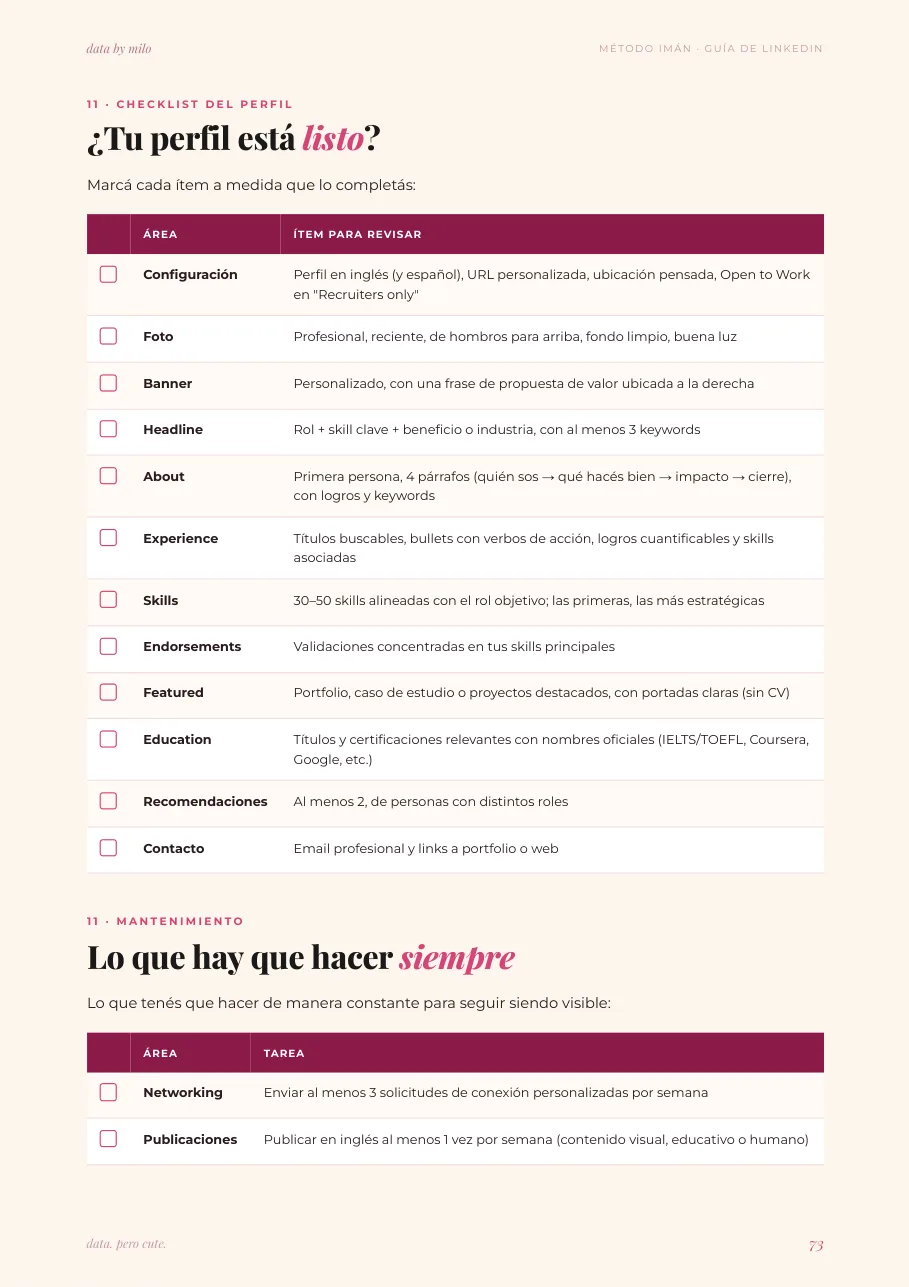 data by milo
MÉTODO IMÁN · GUÍA DE LINKEDIN
11 · CHECKLIST DEL PERFIL
¿Tu perfil está listo?
Marcá cada ítem a medida que lo completás:
ÁREA ÍTEM PARA REVISAR
Configuración Perfil en inglés (y español), URL personalizada, ubicación pensada, Open to Work
en "Recruiters only"
Foto Profesional, reciente, de hombros para arriba, fondo limpio, buena luz
Banner Personalizado, con una frase de propuesta de valor ubicada a la derecha
Headline Rol + skill clave + beneficio o industria, con al menos 3 keywords
About Primera persona, 4 párrafos (quién sos → qué hacés bien → impacto → cierre),
con logros y keywords
Experience Títulos buscables, bullets con verbos de acción, logros cuantificables y skills
asociadas
Skills 30–50 skills alineadas con el rol objetivo; las primeras, las más estratégicas
Endorsements Validaciones concentradas en tus skills principales
Featured Portfolio, caso de estudio o proyectos destacados, con portadas claras (sin CV)
Education Títulos y certificaciones relevantes con nombres oficiales (IELTS/TOEFL, Coursera,
Google, etc.)
Recomendaciones Al menos 2, de personas con distintos roles
Contacto Email profesional y links a portfolio o web
11 · MANTENIMIENTO
Lo que hay que hacer siempre
Lo que tenés que hacer de manera constante para seguir siendo visible:
ÁREA TAREA
Networking Enviar al menos 3 solicitudes de conexión personalizadas por semana
Publicaciones Publicar en inglés al menos 1 vez por semana (contenido visual, educativo o humano)
data. pero cute.
73